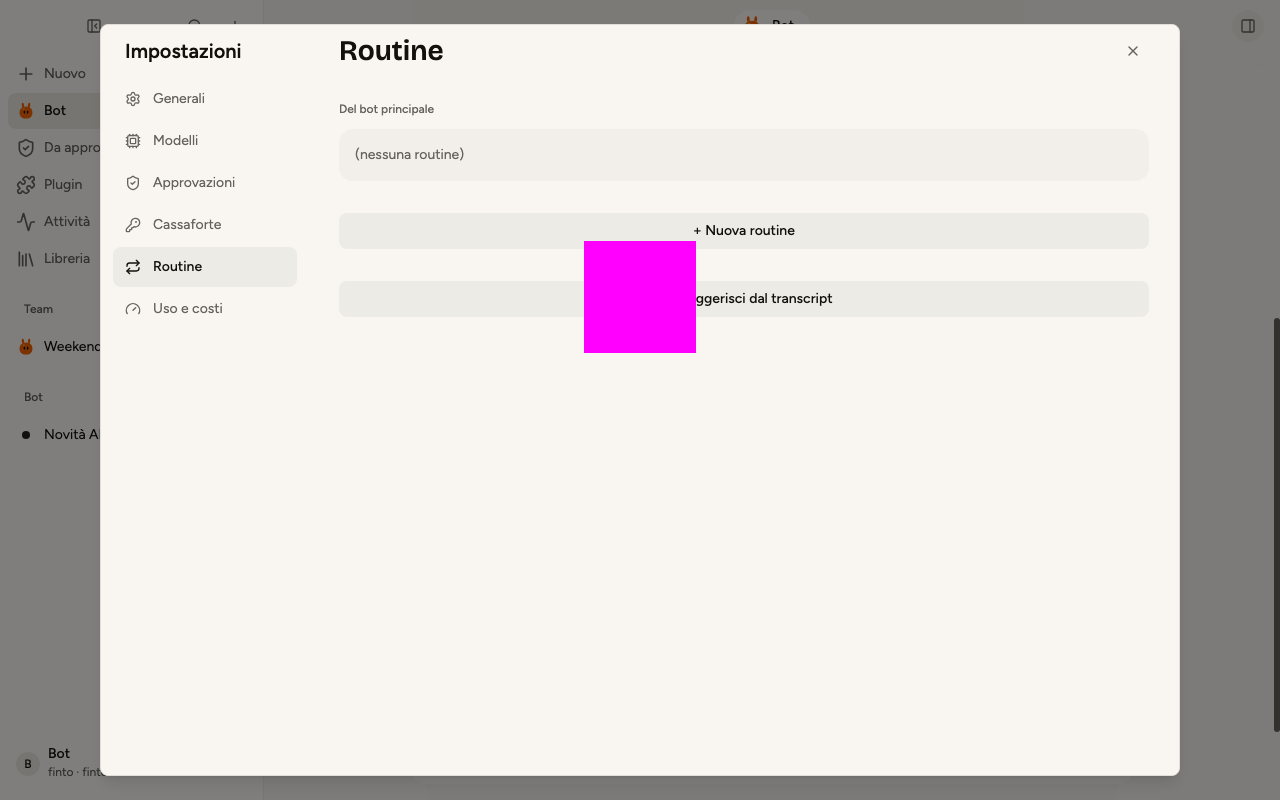 Bot
Nuovo
Bot
Da appro
Plugin
Attività
Libreria
Team
Weekend
Bot
Novità A
B
Bot
finto · finto
Impostazioni
Generali
Modelli
Approvazioni
Cassaforte
Routine
Uso e costi
Routine
Del bot principale
(nessuna routine)
+ Nuova routine
ggerisci dal transcript